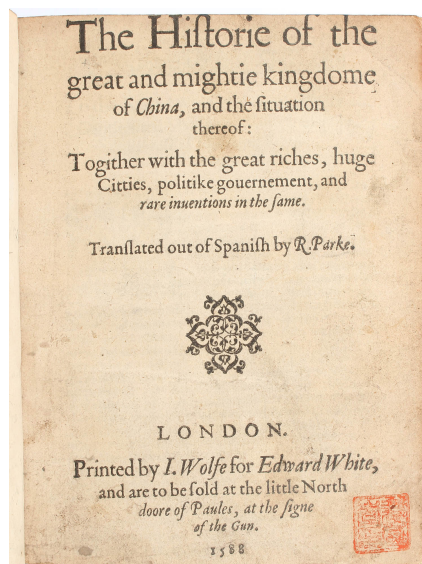 The Hiſtorie of the
great and mightie kingdome
of China, and the ſituation
thereof:
Togither with the great riches, huge
Citties, politike gouernement, and
rare inuentions in the ſame.
Tranſlated out of Spaniſh by R. Parke.
LONDON.
Printed by I. Wolfe for Edward White,
and are to be ſold at the little North
doore of Paules, at the ſigne
of the Gun.
1588